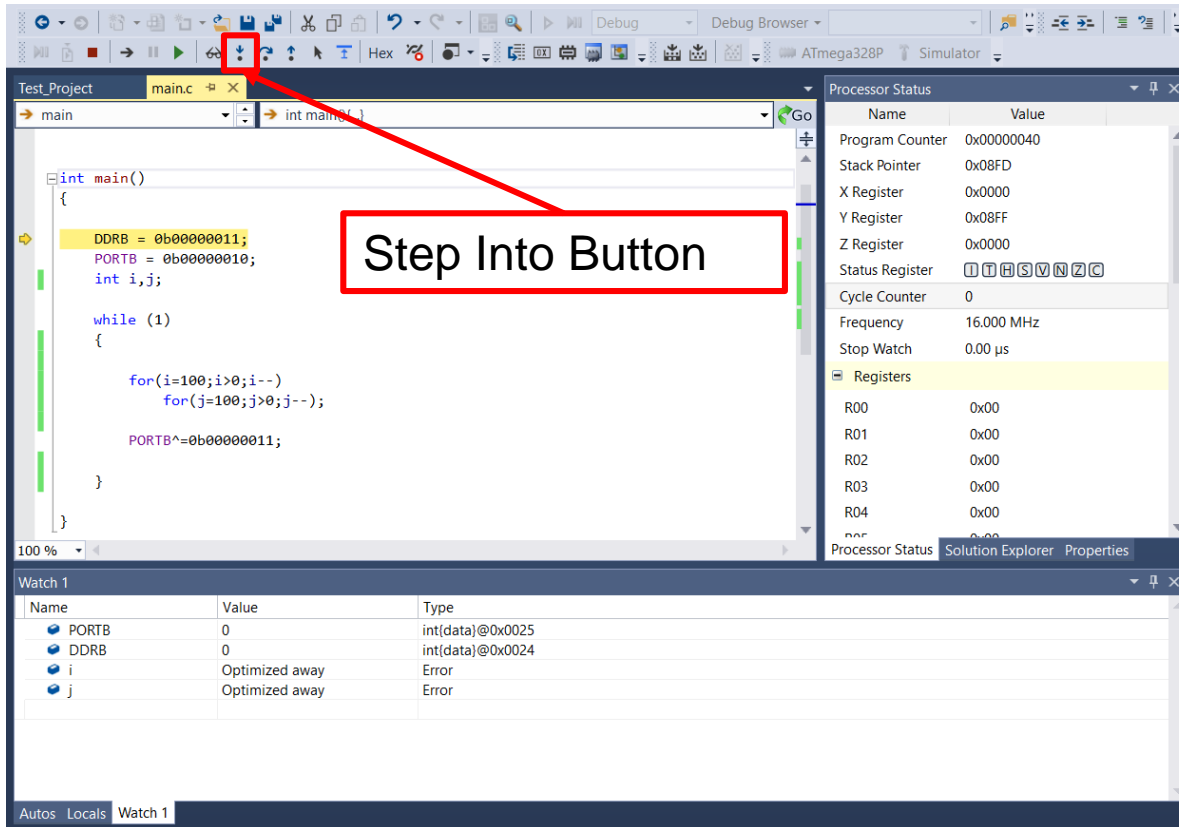 Debug Debug Browser
Hex ATmega328P Simulator
Test_Project main.c
main int main()
Go
int main()
{
DDRB = 0b00000011;
PORTB = 0b00000010;
int i,j;
while (1)
{
for(i=100;i>0;i--)
for(j=100;j>0;j--);
PORTB^=0b00000011;
}
}
100 %
Step Into Button
Processor Status
Name Value
Program Counter 0x00000040
Stack Pointer 0x08FD
X Register 0x0000
Y Register 0x08FF
Z Register 0x0000
Status Register I T H S V N Z C
Cycle Counter 0
Frequency 16.000 MHz
Stop Watch 0.00 μs
Registers
R00 0x00
R01 0x00
R02 0x00
R03 0x00
R04 0x00
Processor Status Solution Explorer Properties
Watch 1
Name Value Type
PORTB 0 int{data}@0x0025
DDRB 0 int{data}@0x0024
i Optimized away Error
j Optimized away Error
Autos Locals Watch 1